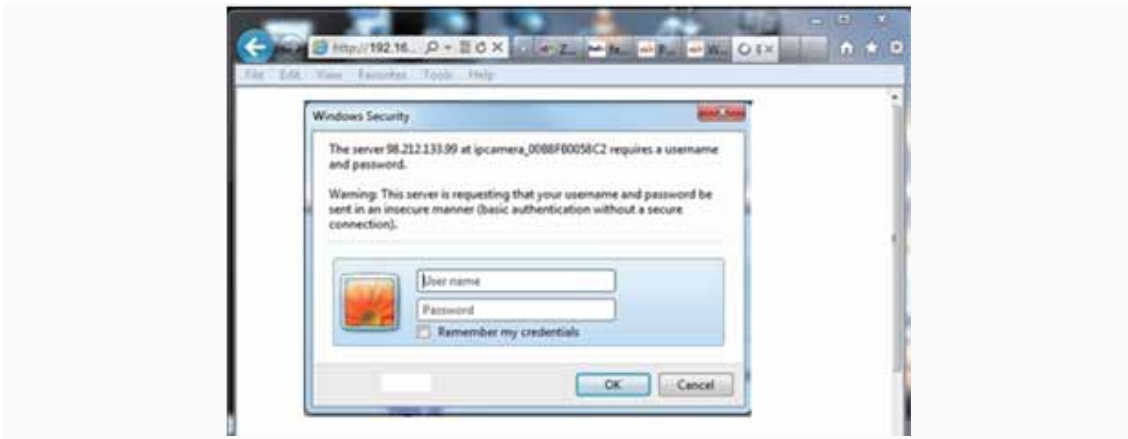 http://192.16...
Z...
fe...
P...
W...
File Edit View Favorites Tools Help
Windows Security
The server 98.212.133.99 at ipcamera_00B8FB0058C2 requires a username
and password.
Warning: This server is requesting that your username and password be
sent in an insecure manner (basic authentication without a secure
connection).
User name
Password
Remember my credentials
OK Cancel